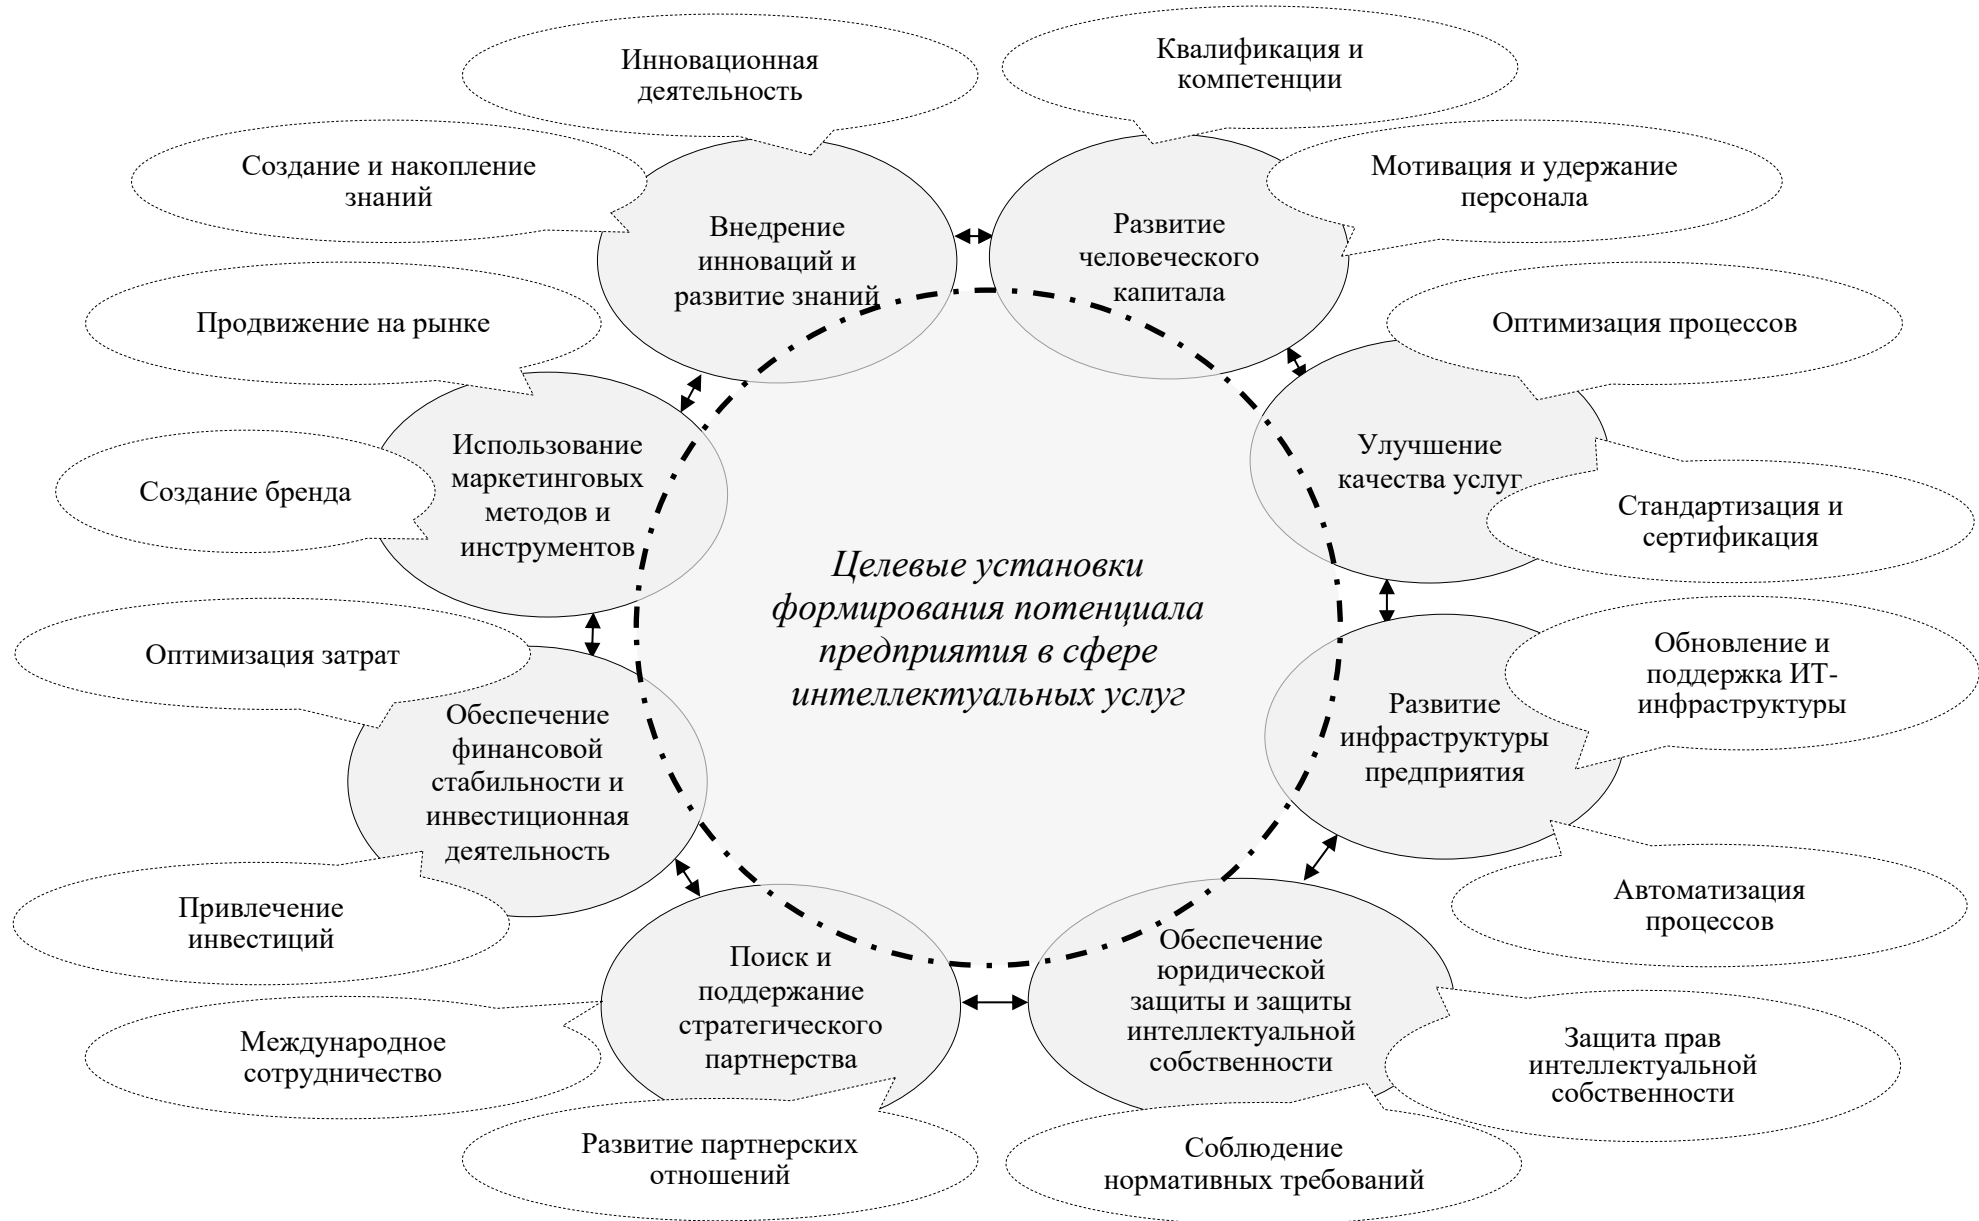 Инновационная
деятельность
Квалификация и
компетенции
Создание и накопление
знаний
Мотивация и удержание
персонала
Внедрение
инноваций и
развитие знаний
Развитие
человеческого
капитала
Продвижение на рынке
Оптимизация процессов
Использование
маркетинговых
методов и
инструментов
Улучшение
качества услуг
Создание бренда
Стандартизация и
сертификация
Целевые установки
формирования потенциала
предприятия в сфере
интеллектуальных услуг
Оптимизация затрат
Обновление и
поддержка ИТ-
инфраструктуры
Обеспечение
финансовой
стабильности и
инвестиционная
деятельность
Развитие
инфраструктуры
предприятия
Привлечение
инвестиций
Автоматизация
процессов
Поиск и
поддержание
стратегического
партнерства
Обеспечение
юридической
защиты и защиты
интеллектуальной
собственности
Международное
сотрудничество
Защита прав
интеллектуальной
собственности
Развитие партнерских
отношений
Соблюдение
нормативных требований